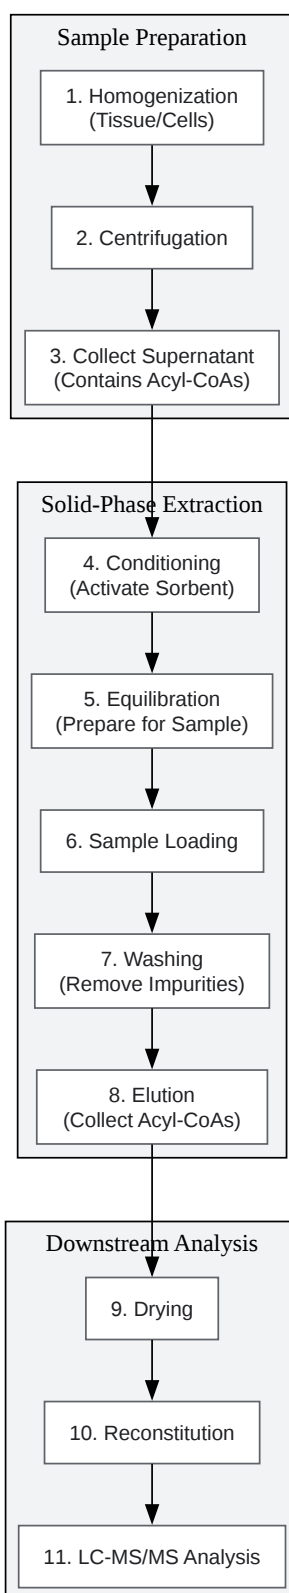 Sample Preparation
1. Homogenization
(Tissue/Cells)
2. Centrifugation
3. Collect Supernatant
(Contains Acyl-CoAs)
Solid-Phase Extraction
4. Conditioning
(Activate Sorbent)
5. Equilibration
(Prepare for Sample)
6. Sample Loading
7. Washing
(Remove Impurities)
8. Elution
(Collect Acyl-CoAs)
Downstream Analysis
9. Drying
10. Reconstitution
11. LC-MS/MS Analysis